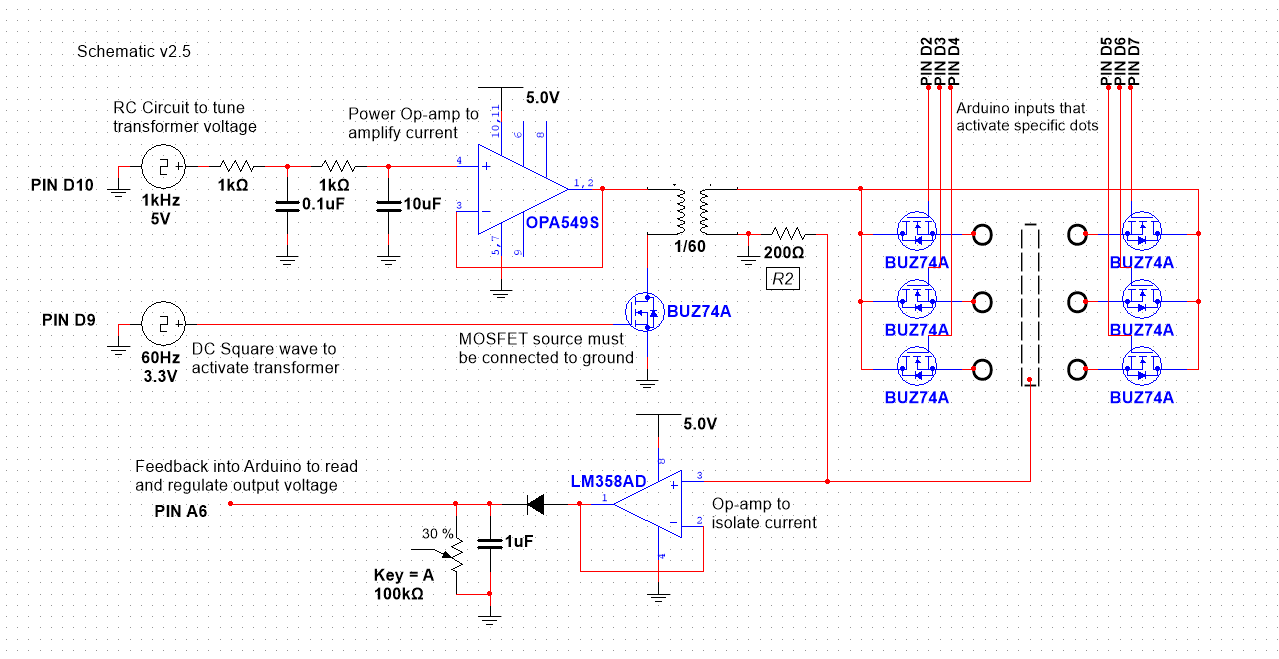 Schematic v2.5
RC Circuit to tune
transformer voltage
Power Op-amp to
amplify current
5.0V
10,11
6
8
4
3
1,2
5,7
9
OPA549S
PIN D10
1kHz
5V
1kΩ
0.1uF
1kΩ
10uF
1/60
200Ω
R2
PIN D2
PIN D3
PIN D4
PIN D5
PIN D6
PIN D7
Arduino inputs that
activate specific dots
BUZ74A
BUZ74A
BUZ74A
BUZ74A
BUZ74A
BUZ74A
PIN D9
60Hz
3.3V
DC Square wave to
activate transformer
BUZ74A
MOSFET source must
be connected to ground
5.0V
8
LM358AD
3
2
1
4
Op-amp to
isolate current
Feedback into Arduino to read
and regulate output voltage
PIN A6
30 %
Key = A
100kΩ
1uF